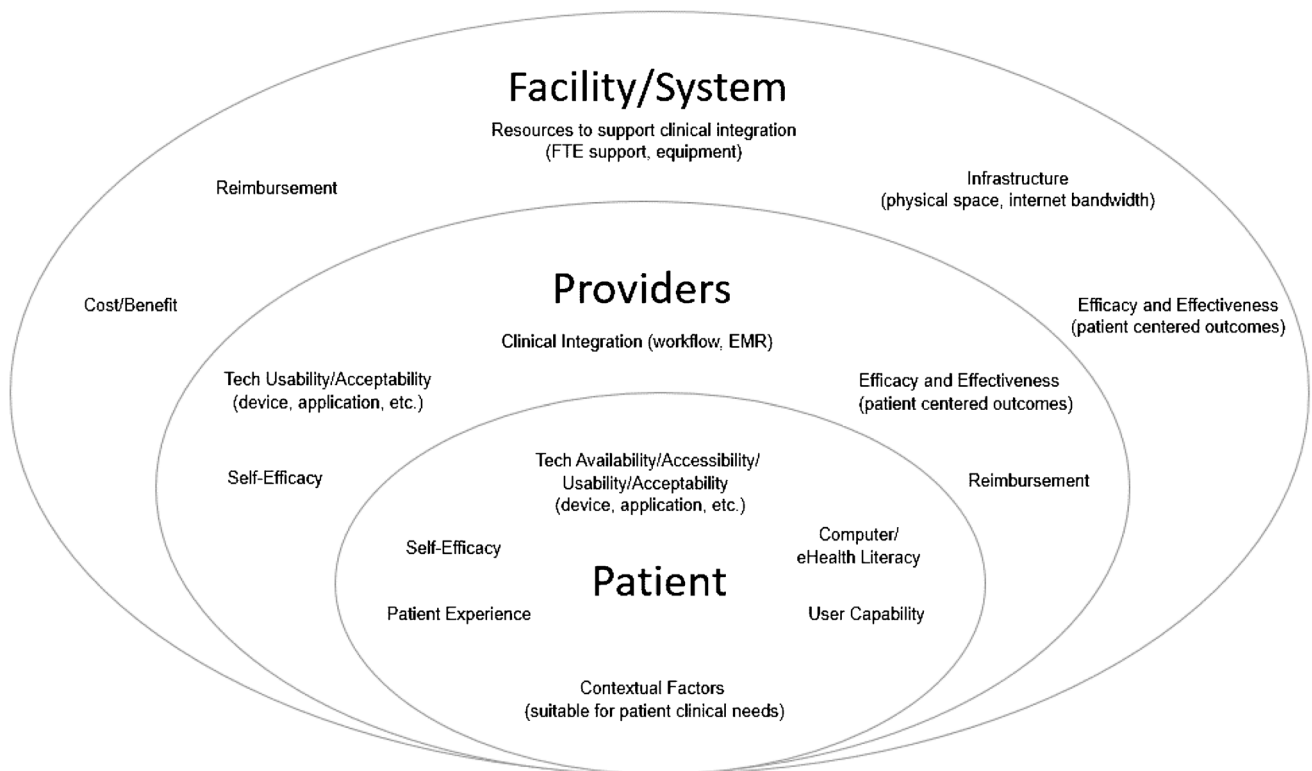 Facility/System
Resources to support clinical integration
(FTE support, equipment)
Reimbursement
Infrastructure
(physical space, internet bandwidth)
Cost/Benefit
Efficacy and Effectiveness
(patient centered outcomes)
Providers
Clinical Integration (workflow, EMR)
Tech Usability/Acceptability
(device, application, etc.)
Efficacy and Effectiveness
(patient centered outcomes)
Self-Efficacy
Reimbursement
Tech Availability/Accessibility/
Usability/Acceptability
(device, application, etc.)
Self-Efficacy
Computer/
eHealth Literacy
Patient
Patient Experience
User Capability
Contextual Factors
(suitable for patient clinical needs)